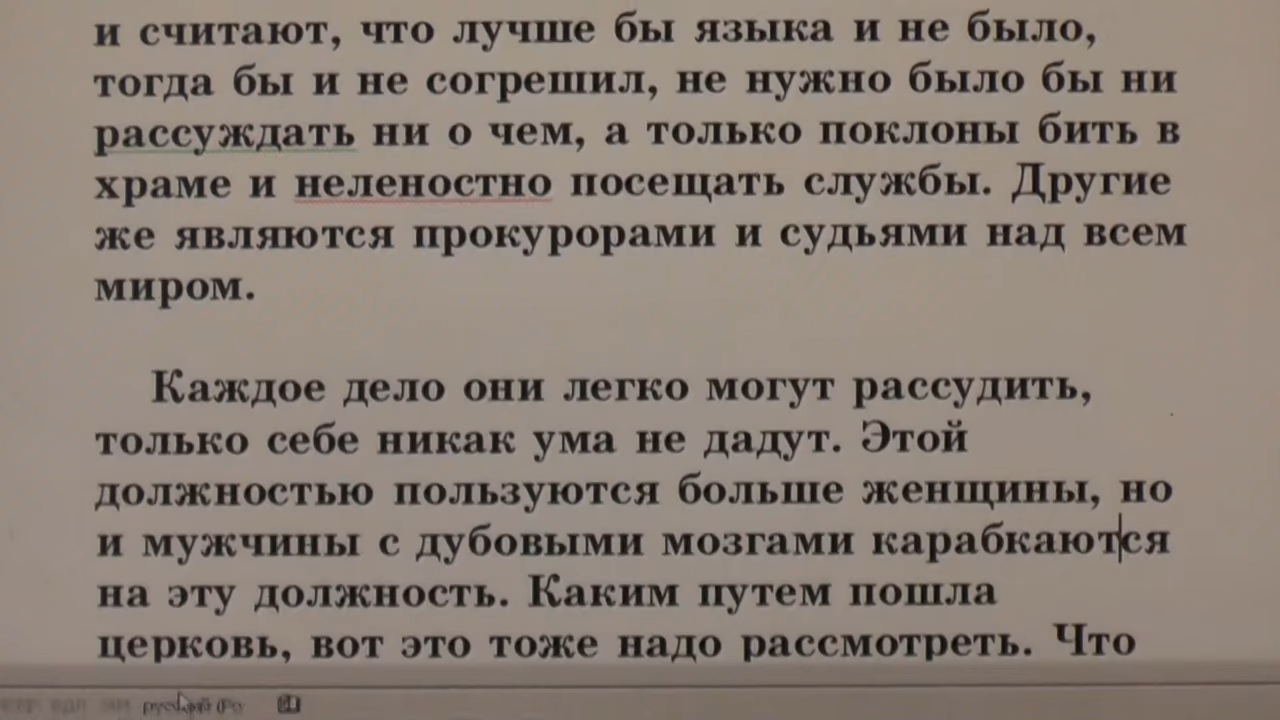 и считают, что лучше бы языка и не было,
тогда бы и не согрешил, не нужно было бы ни
рассуждать ни о чем, а только поклоны бить в
храме и неленостно посещать службы. Другие
же являются прокурорами и судьями над всем
миром.
Каждое дело они легко могут рассудить,
только себе никак ума не дадут. Этой
должностью пользуются больше женщины, но
и мужчины с дубовыми мозгами карабкаются
на эту должность. Каким путем пошла
церковь, вот это тоже надо рассмотреть. Что
русский (Ро